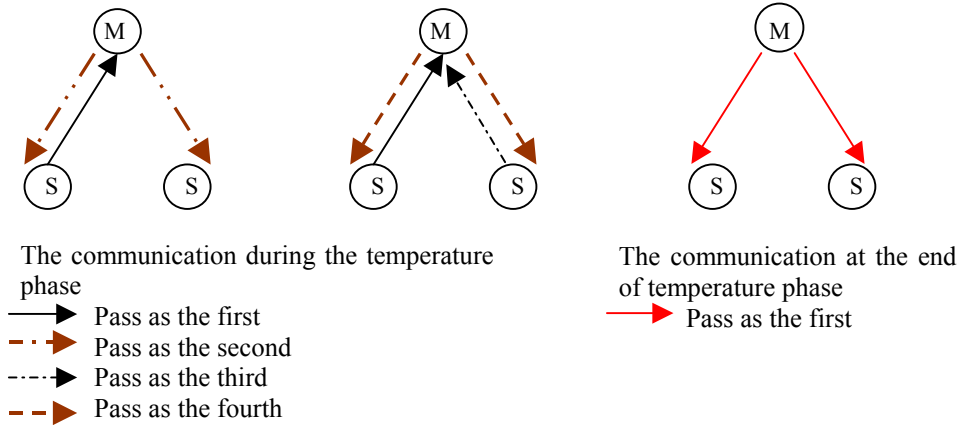 M
M
M
S
S
S
S
S
S
The communication during the temperature
phase
Pass as the first
Pass as the second
Pass as the third
Pass as the fourth
The communication at the end
of temperature phase
Pass as the first